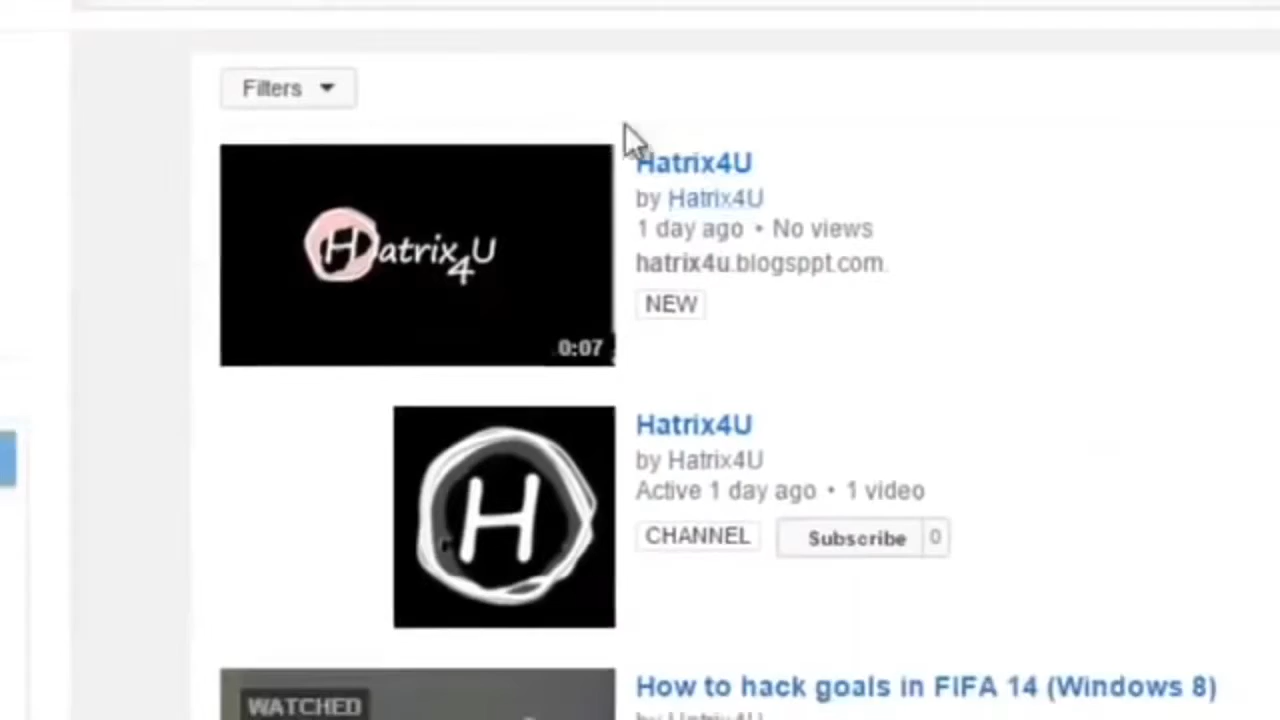 Filters
Hatrix4U
Hatrix4U
by Hatrix4U
1 day ago • No views
hatrix4u.blogsppt.com.
NEW
0:07
H
Hatrix4U
by Hatrix4U
Active 1 day ago • 1 video
CHANNEL
Subscribe 0
WATCHED
How to hack goals in FIFA 14 (Windows 8)
by Hatrix4U